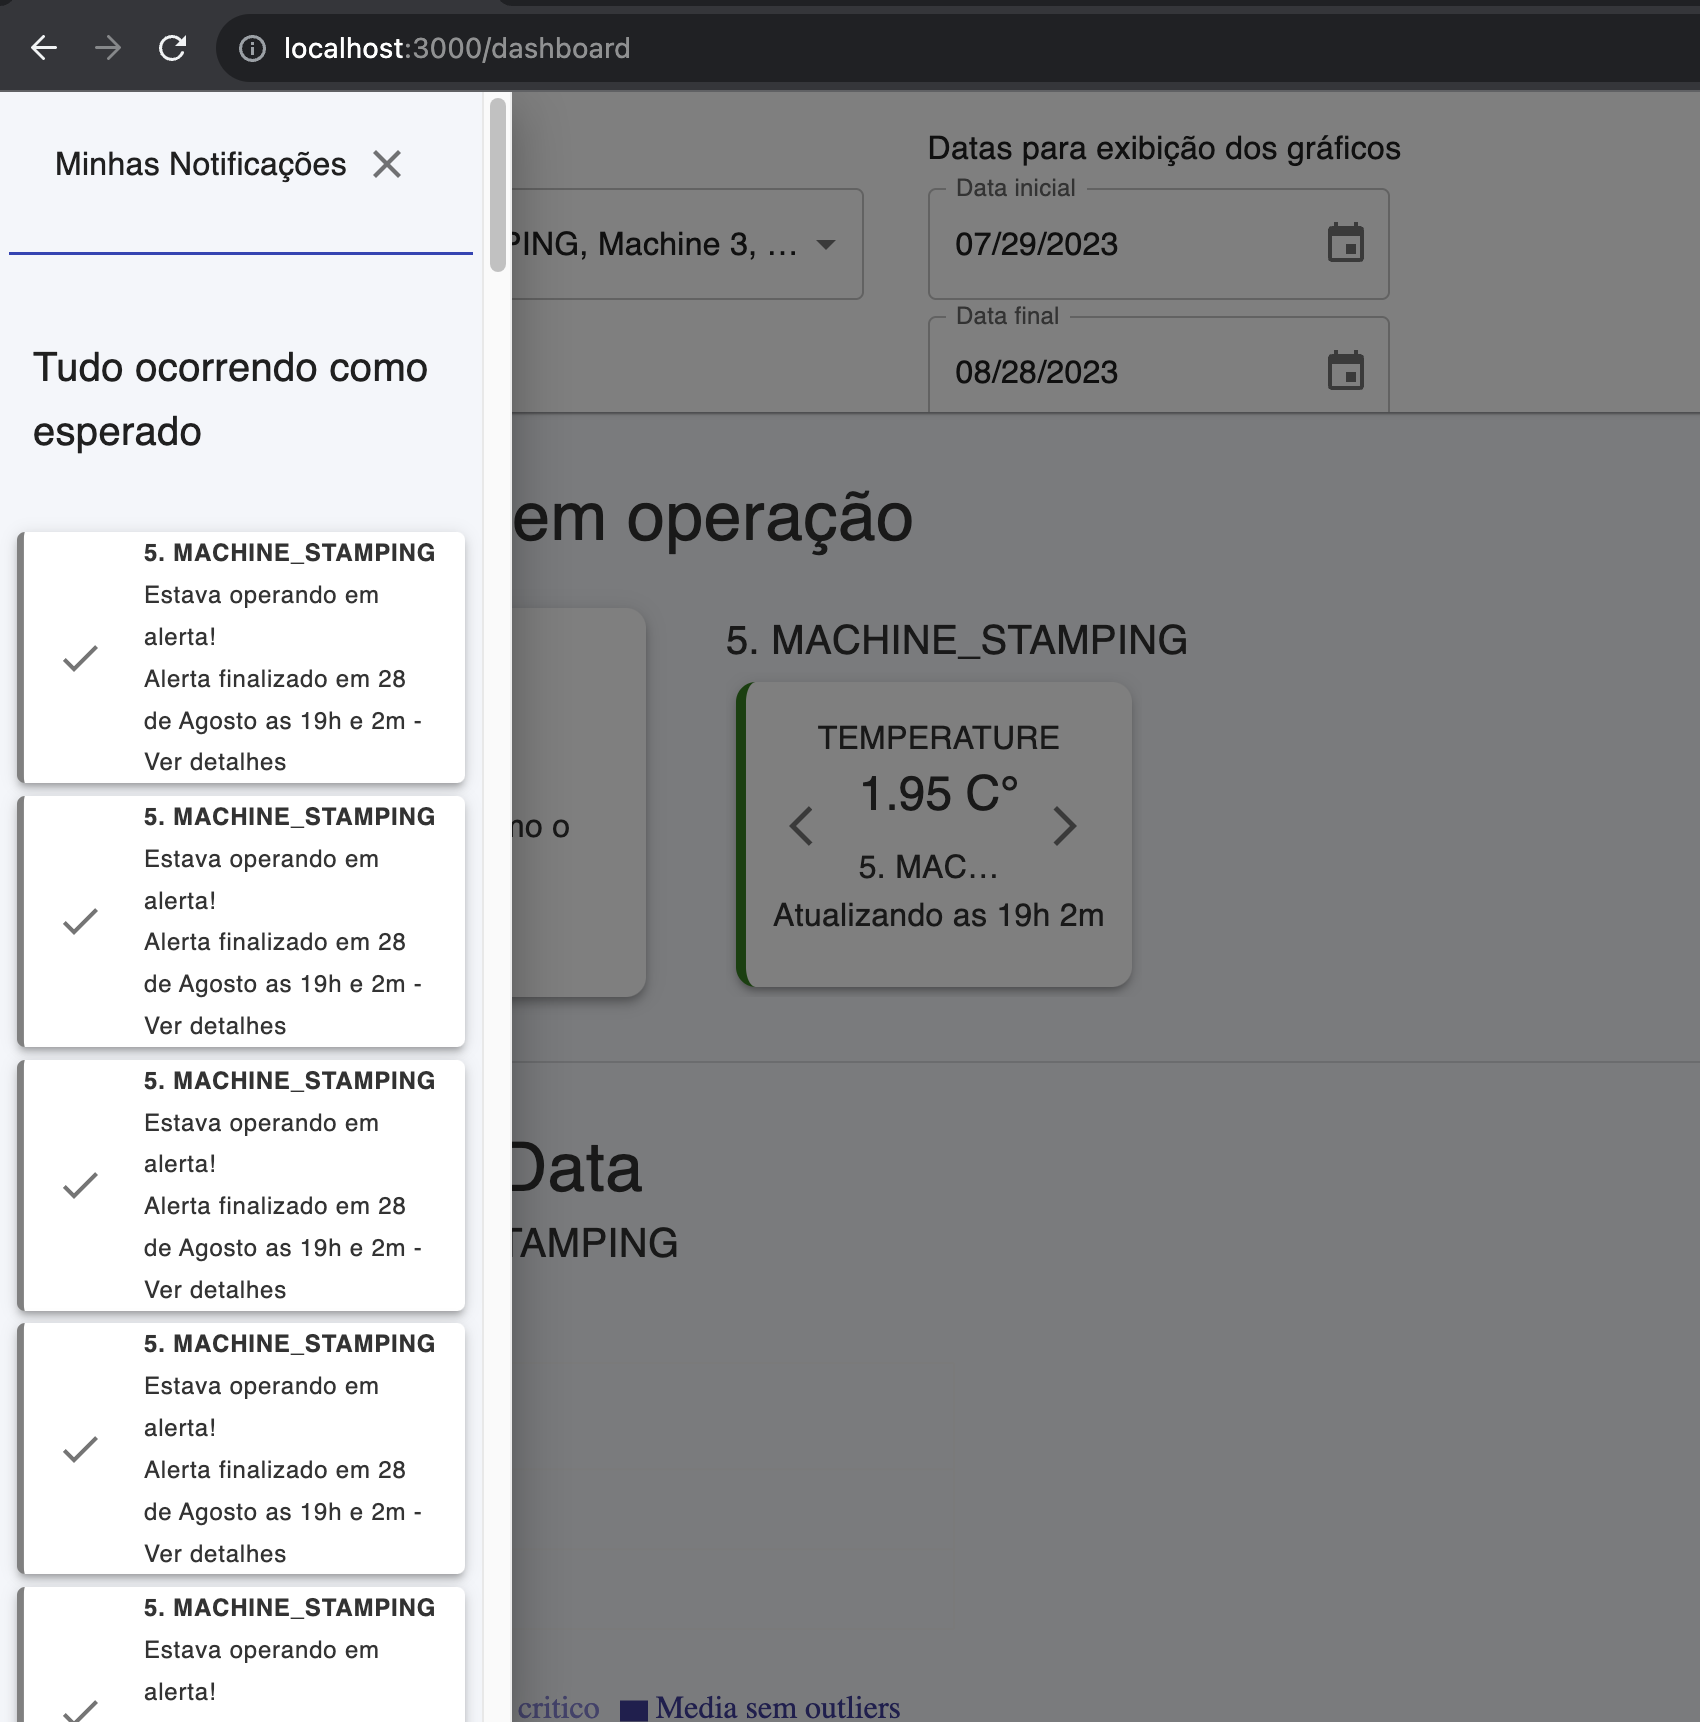 localhost:3000/dashboard
Minhas Notificações
Tudo ocorrendo como
esperado
5. MACHINE_STAMPING
Estava operando em
alerta!
Alerta finalizado em 28
de Agosto as 19h e 2m -
Ver detalhes
5. MACHINE_STAMPING
Estava operando em
alerta!
Alerta finalizado em 28
de Agosto as 19h e 2m -
Ver detalhes
5. MACHINE_STAMPING
Estava operando em
alerta!
Alerta finalizado em 28
de Agosto as 19h e 2m -
Ver detalhes
5. MACHINE_STAMPING
Estava operando em
alerta!
Alerta finalizado em 28
de Agosto as 19h e 2m -
Ver detalhes
5. MACHINE_STAMPING
Estava operando em
alerta!
PING, Machine 3, ...
Datas para exibição dos gráficos
Data inicial
07/29/2023
Data final
08/28/2023
em operação
o
5. MACHINE_STAMPING
TEMPERATURE
1.95 C°
5. MAC...
Atualizando as 19h 2m
Data
TAMPING
critico
Media sem outliers